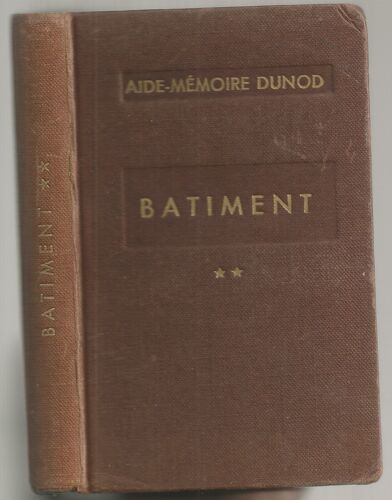 AIDE-MÉMOIRE DUNOD
BATIMENT
★★
BATIMENT ★★